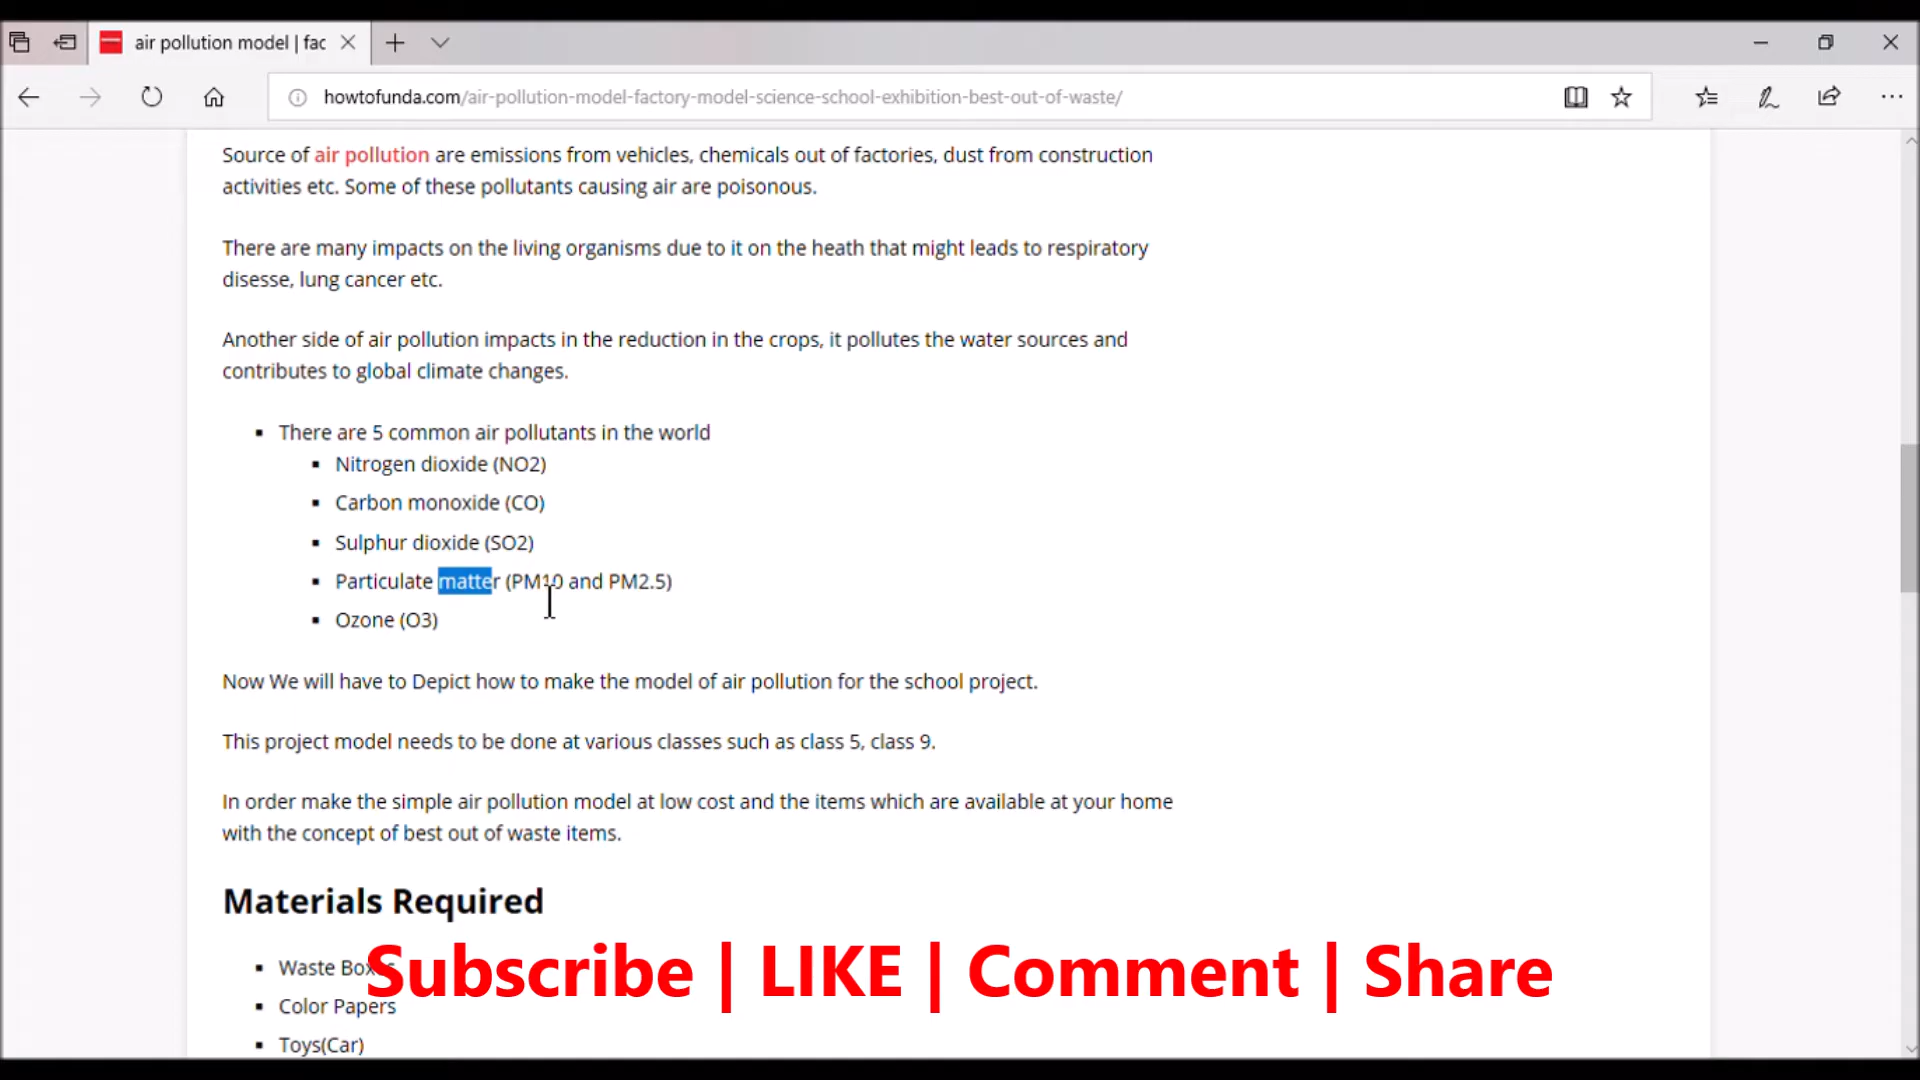 air pollution model | fac
howtofunda.com/air-pollution-model-factory-model-science-school-exhibition-best-out-of-waste/
Source of air pollution are emissions from vehicles, chemicals out of factories, dust from construction
activities etc. Some of these pollutants causing air are poisonous.
There are many impacts on the living organisms due to it on the heath that might leads to respiratory
disesse, lung cancer etc.
Another side of air pollution impacts in the reduction in the crops, it pollutes the water sources and
contributes to global climate changes.
There are 5 common air pollutants in the world
Nitrogen dioxide (NO2)
Carbon monoxide (CO)
Sulphur dioxide (SO2)
Particulate matter (PM10 and PM2.5)
Ozone (O3)
Now We will have to Depict how to make the model of air pollution for the school project.
This project model needs to be done at various classes such as class 5, class 9.
In order make the simple air pollution model at low cost and the items which are available at your home
with the concept of best out of waste items.
Materials Required
Waste Boxes
Subscribe | LIKE | Comment | Share
Color Papers
Toys(Car)